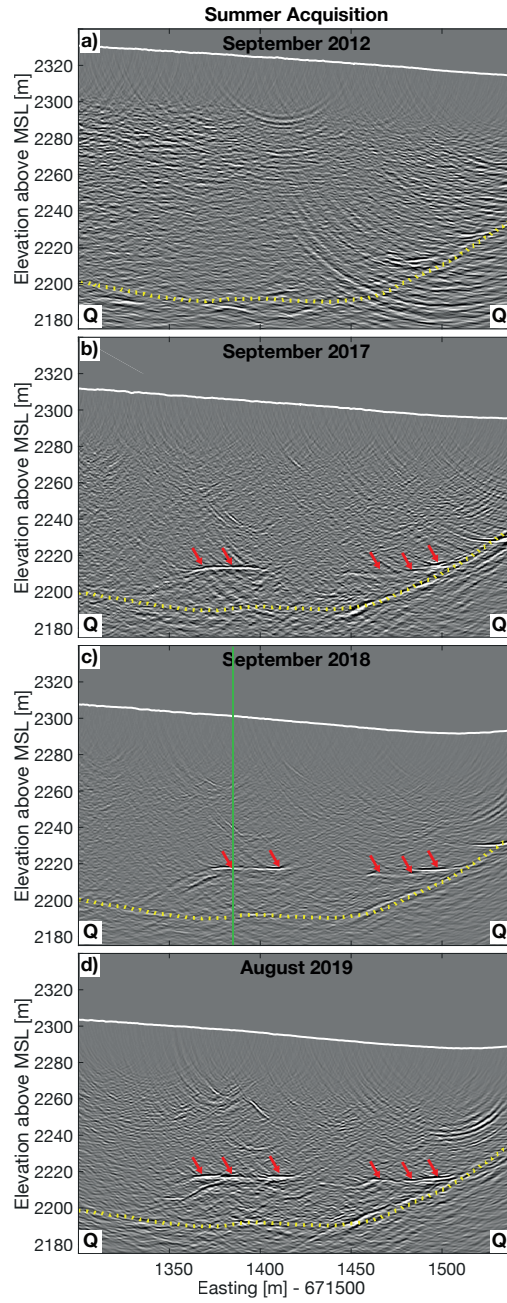 Summer Acquisition
a) September 2012
Elevation above MSL [m]
2320
2300
2280
2260
2240
2220
2200
2180
Q Q'
b) September 2017
Elevation above MSL [m]
2320
2300
2280
2260
2240
2220
2200
2180
Q Q'
c) September 2018
Elevation above MSL [m]
2320
2300
2280
2260
2240
2220
2200
2180
Q Q'
d) August 2019
Elevation above MSL [m]
2320
2300
2280
2260
2240
2220
2200
2180
Q Q'
1350 1400 1450 1500
Easting [m] - 671500